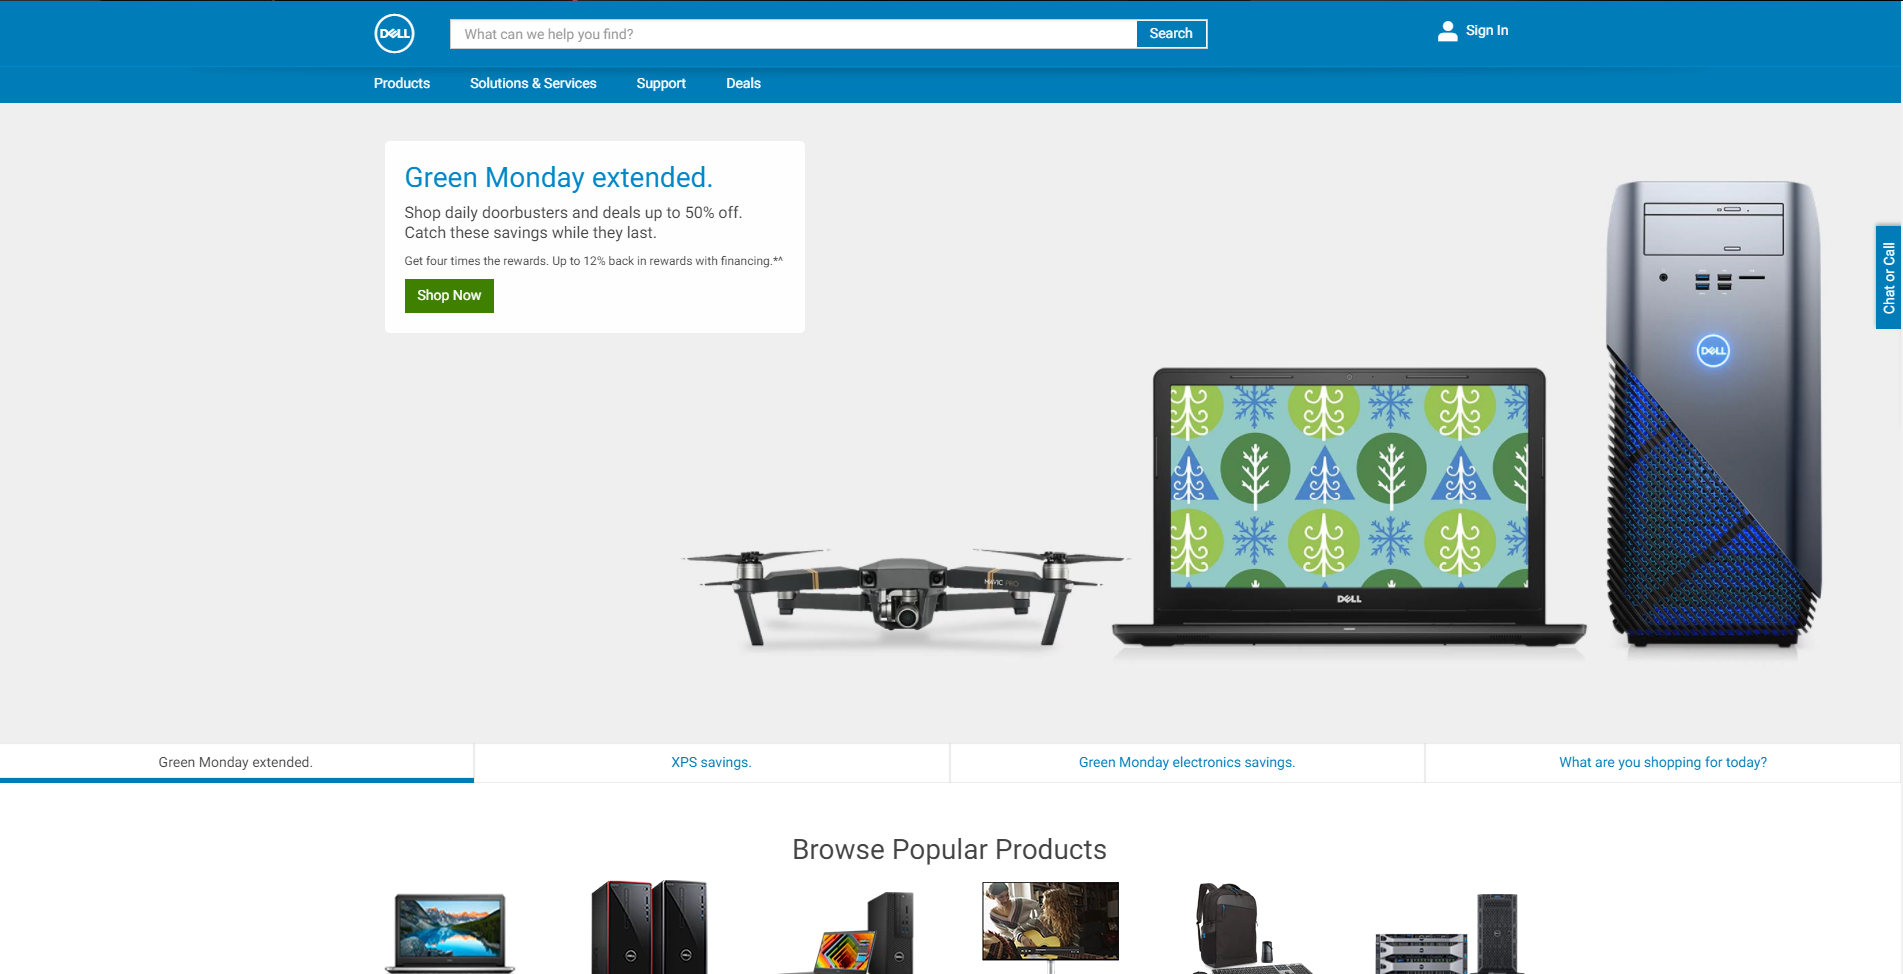 DELL
What can we help you find?
Search
Sign In
Products
Solutions & Services
Support
Deals
Green Monday extended.
Shop daily doorbusters and deals up to 50% off.
Catch these savings while they last.
Get four times the rewards. Up to 12% back in rewards with financing.*^
Shop Now
Chat or Call
DELL
MAVIC PRO
DELL
Green Monday extended.
XPS savings.
Green Monday electronics savings.
What are you shopping for today?
Browse Popular Products